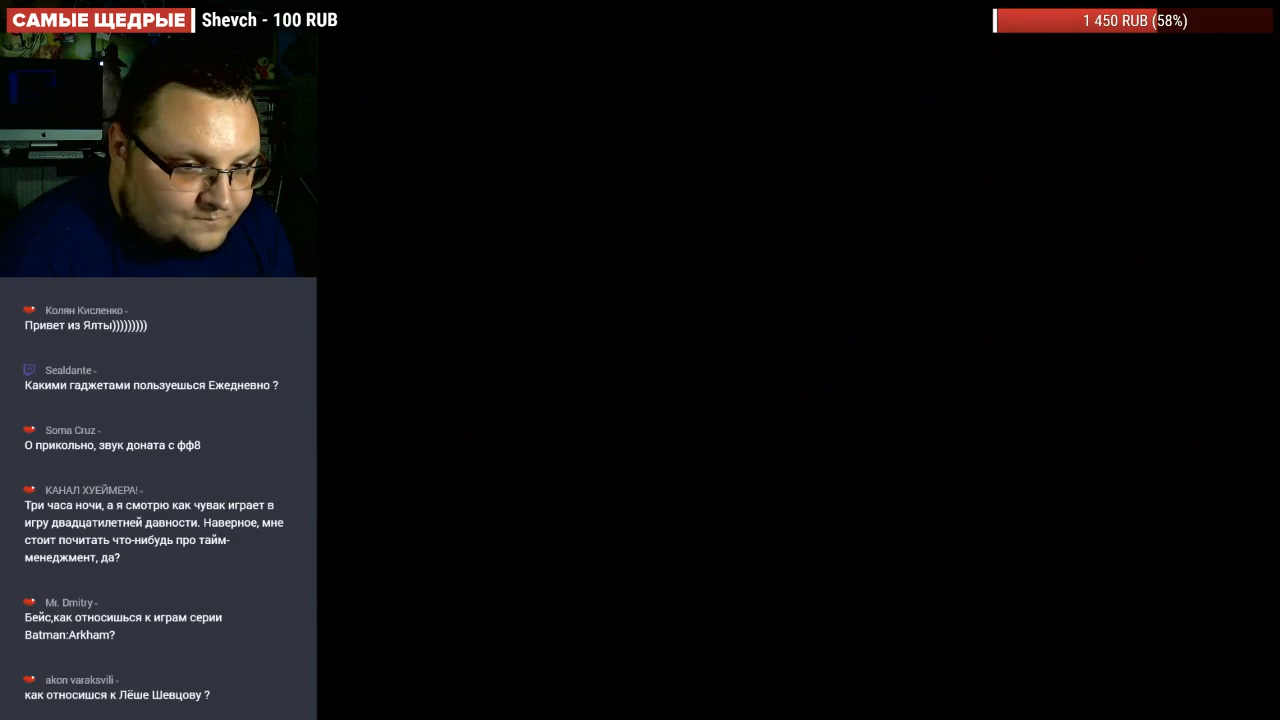 САМЫЕ ЩЕДРЫЕ Shevch - 100 RUB
1 450 RUB (58%)
Колян Кисленко -
Привет из Ялты)))))))))
Sealdante -
Какими гаджетами пользуешься Ежедневно ?
Soma Cruz -
О прикольно, звук доната с фф8
КАНАЛ ХУЕЙМЕРА! -
Три часа ночи, а я смотрю как чувак играет в
игру двадцатилетней давности. Наверное, мне
стоит почитать что-нибудь про тайм-
менеджмент, да?
Mr. Dmitry -
Бейс,как относишься к играм серии
Batman:Arkham?
akon varaksvili -
как относишся к Лёше Шевцову ?